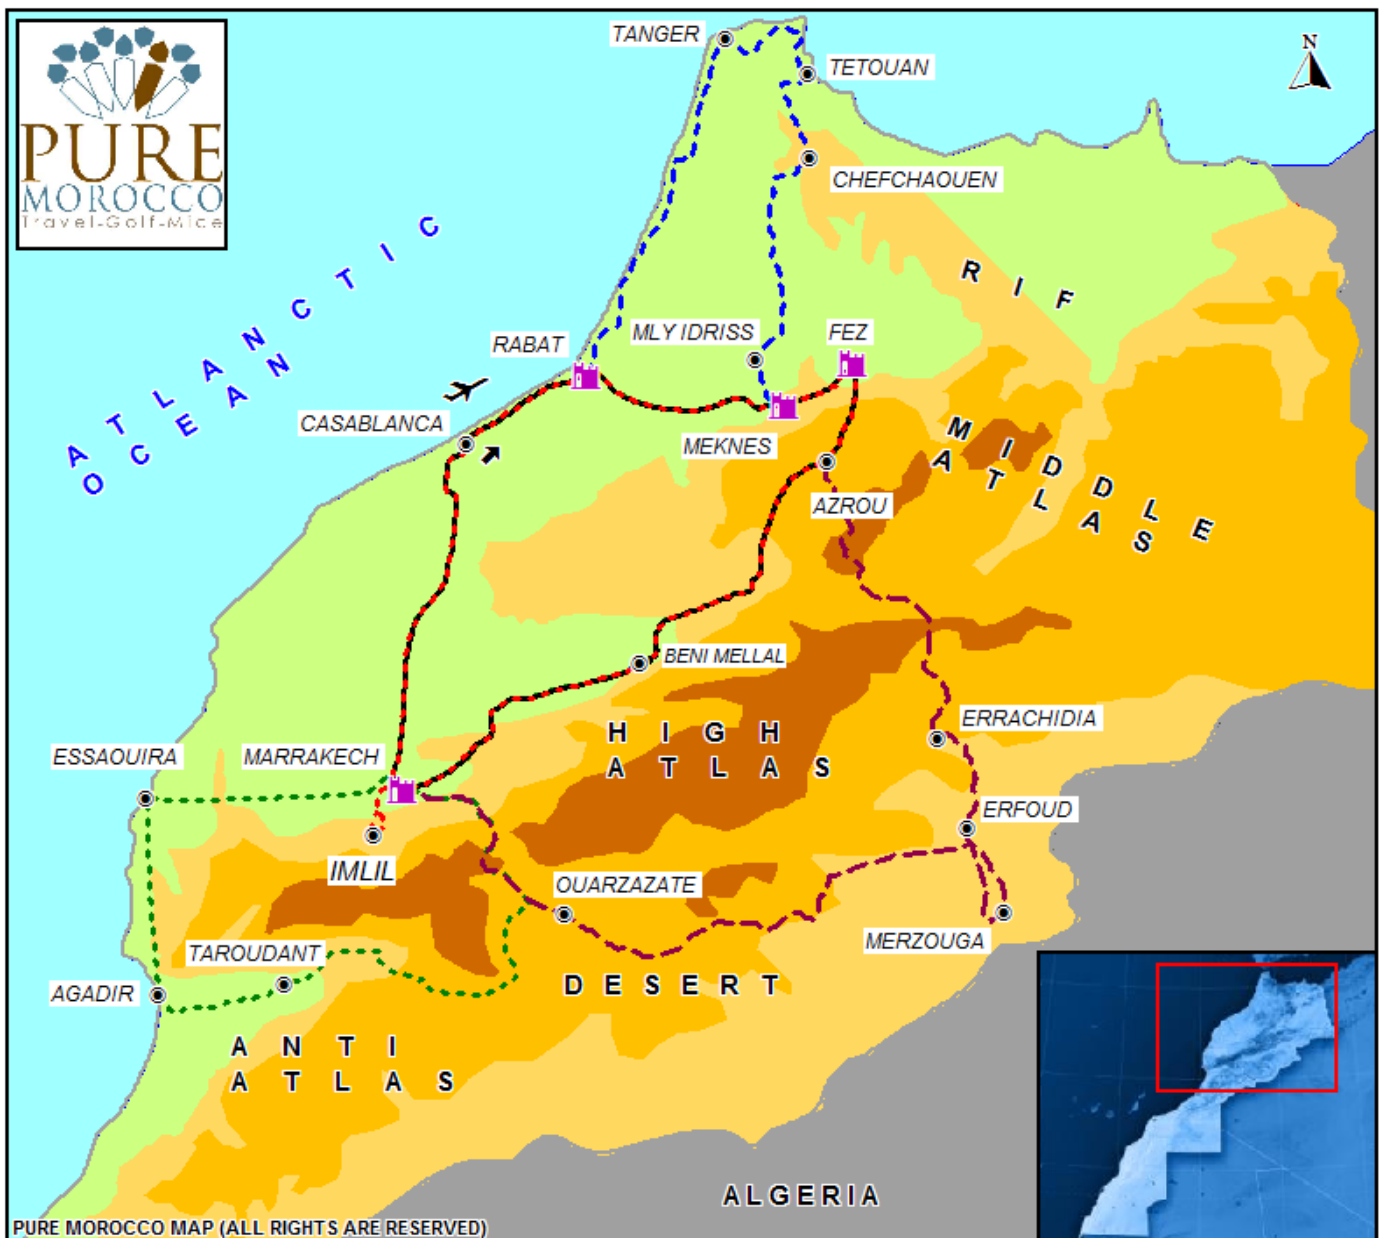 TANGER
N
TETOUAN
PURE
MOROCCO
Travel-Golf-Mice
CHEFCHAOUEN
ATLANCTIC
OCEAN
RIF
RABAT
MLY IDRISS
FEZ
CASABLANCA
MEKNES
MIDDLE
ATLAS
AZROU
BENI MELLAL
HIGH
ATLAS
ERRACHIDIA
ESSAOUIRA
MARRAKECH
ERFOUD
IMLIL
OUARZAZATE
MERZOUGA
TAROUDANT
AGADIR
DESERT
ANTI
ATLAS
ALGERIA
PURE MOROCCO MAP (ALL RIGHTS ARE RESERVED)